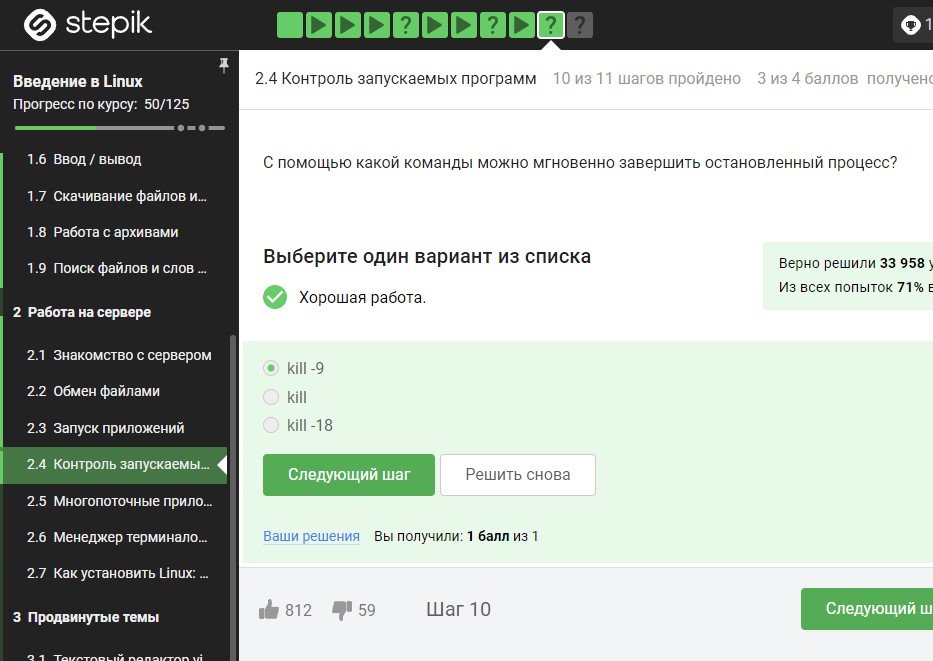 stepik
? ? ? ?
1
Введение в Linux
Прогресс по курсу: 50/125
1.6 Ввод / вывод
1.7 Скачивание файлов и...
1.8 Работа с архивами
1.9 Поиск файлов и слов ...
2 Работа на сервере
2.1 Знакомство с сервером
2.2 Обмен файлами
2.3 Запуск приложений
2.4 Контроль запускаемы...
2.5 Многопоточные прило...
2.6 Менеджер терминало...
2.7 Как установить Linux: ...
3 Продвинутые темы
3.1 Текстовый редактор vi
2.4 Контроль запускаемых программ 10 из 11 шагов пройдено 3 из 4 баллов получено
С помощью какой команды можно мгновенно завершить остановленный процесс?
Выберите один вариант из списка
Хорошая работа.
Верно решили 33 958 у
Из всех попыток 71% в
kill -9
kill
kill -18
Следующий шаг Решить снова
Ваши решения Вы получили: 1 балл из 1
812 59 Шаг 10
Следующий ш